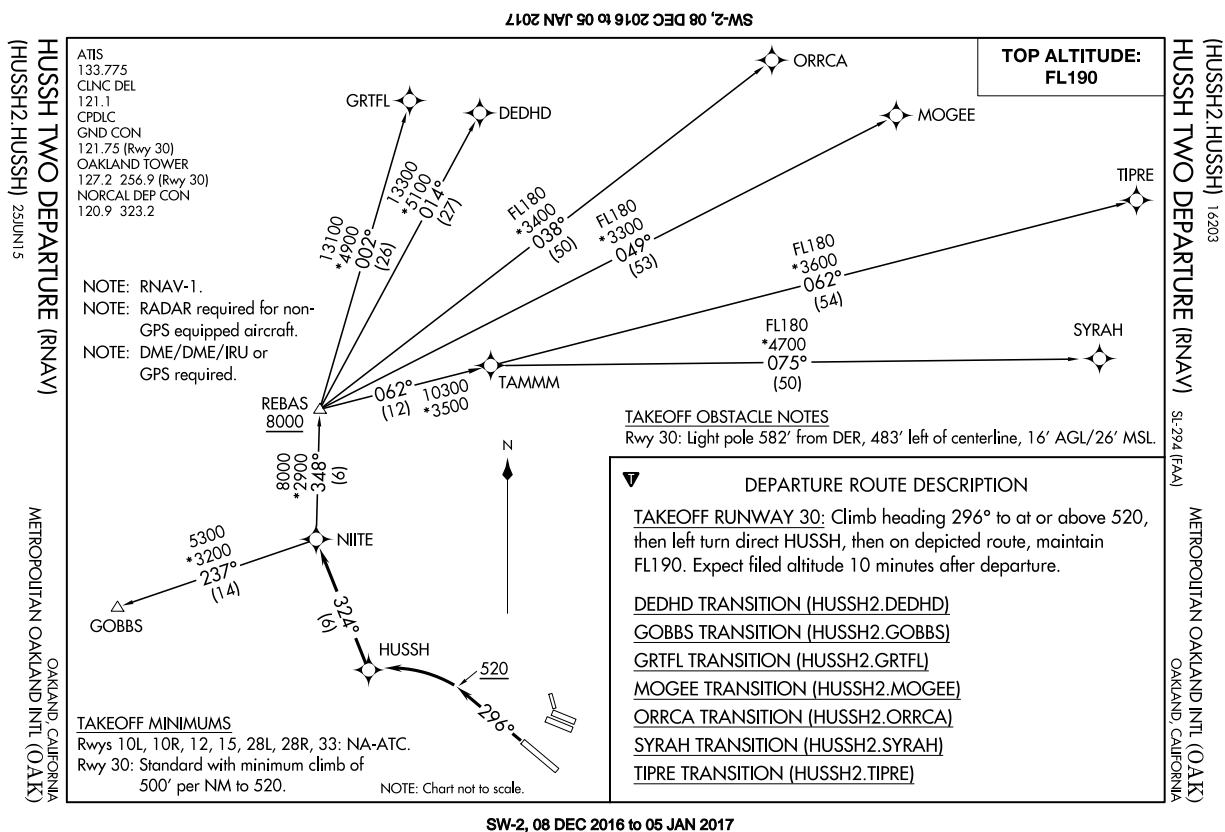 SW-2, 08 DEC 2016 to 05 JAN 2017
(HUSSH2.HUSSH) 25JUN15
HUSSH TWO DEPARTURE (RNAV)
METROPOLITAN OAKLAND INTL (OAK)
OAKLAND, CALIFORNIA
(HUSSH2.HUSSH) 16203
HUSSH TWO DEPARTURE (RNAV)
SL-294 (FAA)
METROPOLITAN OAKLAND INTL (OAK)
OAKLAND, CALIFORNIA
ATIS
133.775
CLNC DEL
121.1
CPDLC
GND CON
121.75 (Rwy 30)
OAKLAND TOWER
127.2 256.9 (Rwy 30)
NORCAL DEP CON
120.9 323.2
TOP ALTITUDE:
FL190
NOTE: RNAV-1.
NOTE: RADAR required for non-
GPS equipped aircraft.
NOTE: DME/DME/IRU or
GPS required.
GRTFL
DEDHD
ORRCA
MOGEE
TIPRE
SYRAH
TAMMM
13100
*4900
002°
(26)
13300
*5100
014°
(27)
FL180
*3400
038°
(50)
FL180
*3300
049°
(53)
FL180
*3600
062°
(54)
FL180
*4700
075°
(50)
062°
(12)
10300
*3500
REBAS
8000
8000
*2900
348°
(6)
NIITE
5300
*3200
237°
(14)
GOBBS
324°
(6)
HUSSH
520
296°
N
TAKEOFF MINIMUMS
Rwys 10L, 10R, 12, 15, 28L, 28R, 33: NA-ATC.
Rwy 30: Standard with minimum climb of
500' per NM to 520.
NOTE: Chart not to scale.
TAKEOFF OBSTACLE NOTES
Rwy 30: Light pole 582' from DER, 483' left of centerline, 16' AGL/26' MSL.
T
DEPARTURE ROUTE DESCRIPTION
TAKEOFF RUNWAY 30: Climb heading 296° to at or above 520,
then left turn direct HUSSH, then on depicted route, maintain
FL190. Expect filed altitude 10 minutes after departure.
DEDHD TRANSITION (HUSSH2.DEDHD)
GOBBS TRANSITION (HUSSH2.GOBBS)
GRTFL TRANSITION (HUSSH2.GRTFL)
MOGEE TRANSITION (HUSSH2.MOGEE)
ORRCA TRANSITION (HUSSH2.ORRCA)
SYRAH TRANSITION (HUSSH2.SYRAH)
TIPRE TRANSITION (HUSSH2.TIPRE)
SW-2, 08 DEC 2016 to 05 JAN 2017